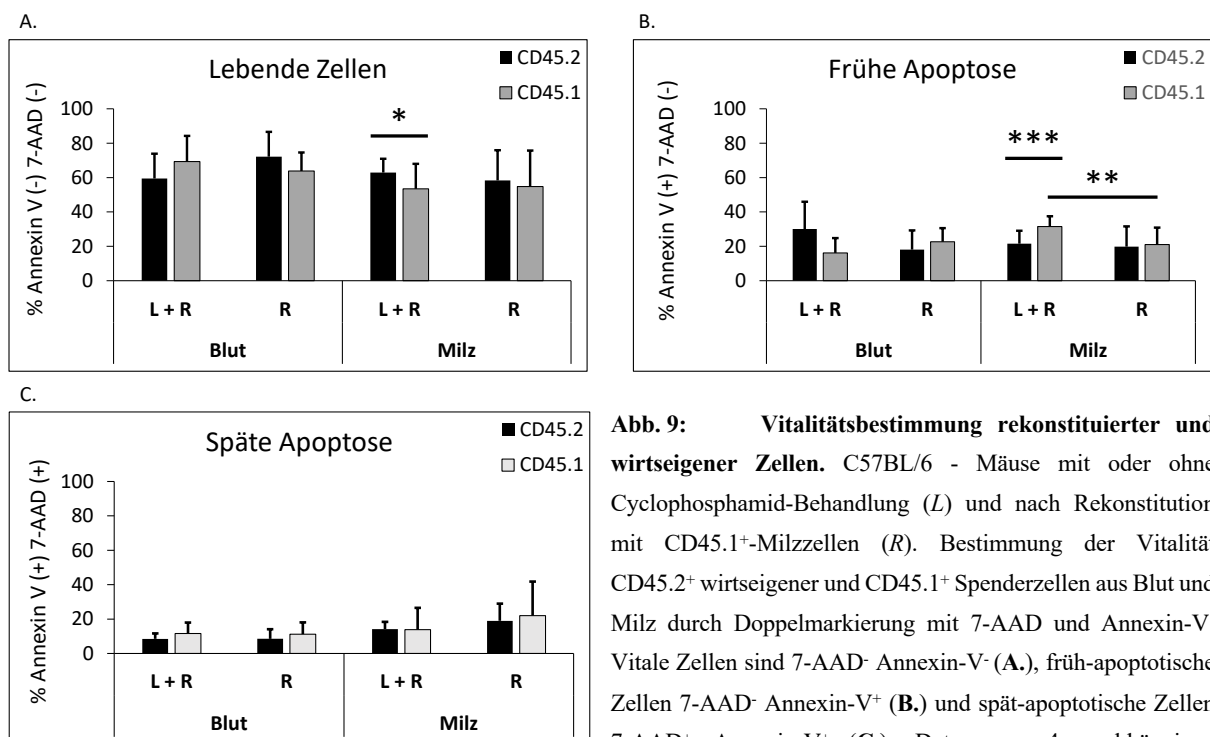 A.
Lebende Zellen
CD45.2
CD45.1
% Annexin V (-) 7-AAD (-)
100
80
60
40
20
0
*
L + R
R
L + R
R
Blut
Milz
B.
Frühe Apoptose
CD45.2
CD45.1
% Annexin V (+) 7-AAD (-)
100
80
60
40
20
0
***
**
L + R
R
L + R
R
Blut
Milz
C.
Späte Apoptose
CD45.2
CD45.1
% Annexin V (+) 7-AAD (+)
100
80
60
40
20
0
L + R
R
L + R
R
Blut
Milz
Abb. 9: Vitalitätsbestimmung rekonstituierter und
wirtseigener Zellen. C57BL/6 - Mäuse mit oder ohne
Cyclophosphamid-Behandlung (L) und nach Rekonstitution
mit CD45.1⁺-Milzzellen (R). Bestimmung der Vitalität
CD45.2⁺ wirtseigener und CD45.1⁺ Spenderzellen aus Blut und
Milz durch Doppelmarkierung mit 7-AAD und Annexin-V
Vitale Zellen sind 7-AAD⁻ Annexin-V⁻ (A.), früh-apoptotische
Zellen 7-AAD⁻ Annexin-V⁺ (B.) und spät-apoptotische Zellen